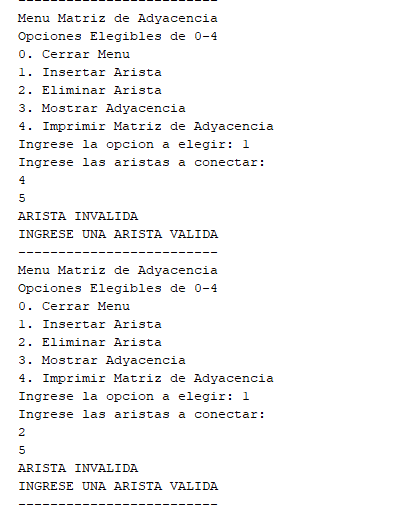 --------------------------
Menu Matriz de Adyacencia
Opciones Elegibles de 0-4
0. Cerrar Menu
1. Insertar Arista
2. Eliminar Arista
3. Mostrar Adyacencia
4. Imprimir Matriz de Adyacencia
Ingrese la opcion a elegir: 1
Ingrese las aristas a conectar:
4
5
ARISTA INVALIDA
INGRESE UNA ARISTA VALIDA
-------------------------
Menu Matriz de Adyacencia
Opciones Elegibles de 0-4
0. Cerrar Menu
1. Insertar Arista
2. Eliminar Arista
3. Mostrar Adyacencia
4. Imprimir Matriz de Adyacencia
Ingrese la opcion a elegir: 1
Ingrese las aristas a conectar:
2
5
ARISTA INVALIDA
INGRESE UNA ARISTA VALIDA
-------------------------